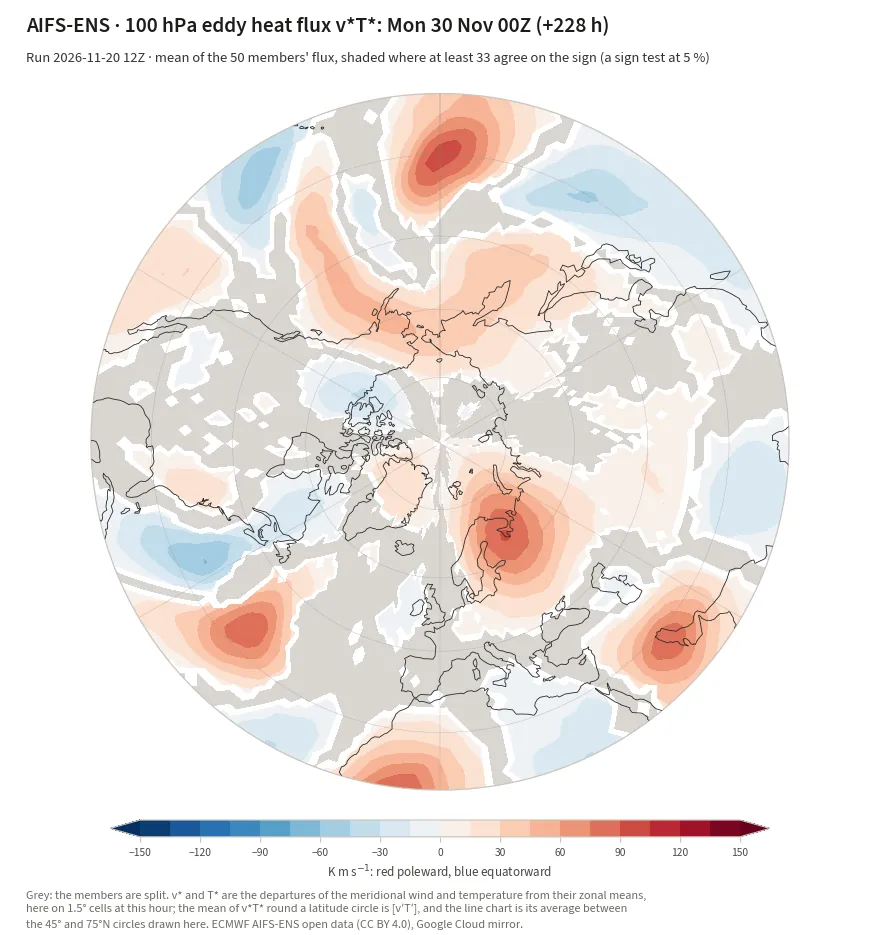 AIFS-ENS · 100 hPa eddy heat flux v*T*: Mon 30 Nov 00Z (+228 h)
Run 2026-11-20 12Z · mean of the 50 members' flux, shaded where at least 33 agree on the sign (a sign test at 5 %)
−150 −120 −90 −60 −30 0 30 60 90 120 150
K m s⁻¹: red poleward, blue equatorward
Grey: the members are split. v* and T* are the departures of the meridional wind and temperature from their zonal means,
here on 1.5° cells at this hour; the mean of v*T* round a latitude circle is [v′T′], and the line chart is its average between
the 45° and 75°N circles drawn here. ECMWF AIFS-ENS open data (CC BY 4.0), Google Cloud mirror.